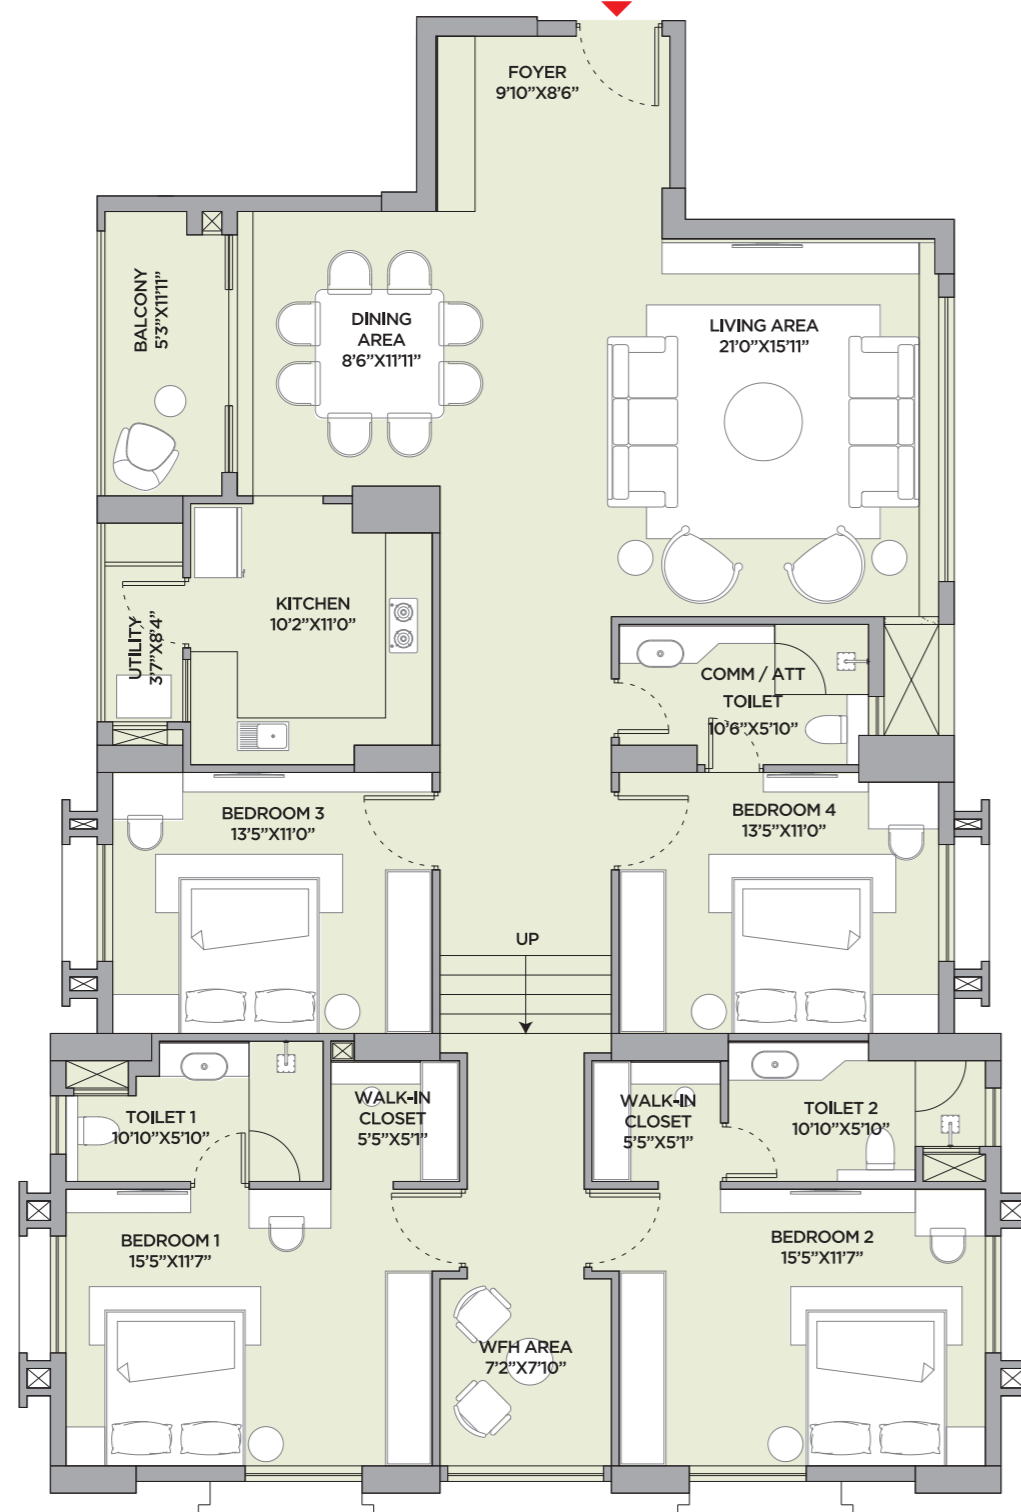 FOYER
9'10"X8'6"
BALCONY
5'3"X11'11"
DINING
AREA
8'6"X11'11"
LIVING AREA
21'0"X15'11"
KITCHEN
10'2"X11'0"
UTILITY
3'7"X8'4"
COMM / ATT
TOILET
10'6"X5'10"
BEDROOM 3
13'5"X11'0"
BEDROOM 4
13'5"X11'0"
UP
TOILET 1
10'10"X5'10"
WALK-IN
CLOSET
5'5"X5'1"
WALK-IN
CLOSET
5'5"X5'1"
TOILET 2
10'10"X5'10"
BEDROOM 1
15'5"X11'7"
BEDROOM 2
15'5"X11'7"
WFH AREA
7'2"X7'10"